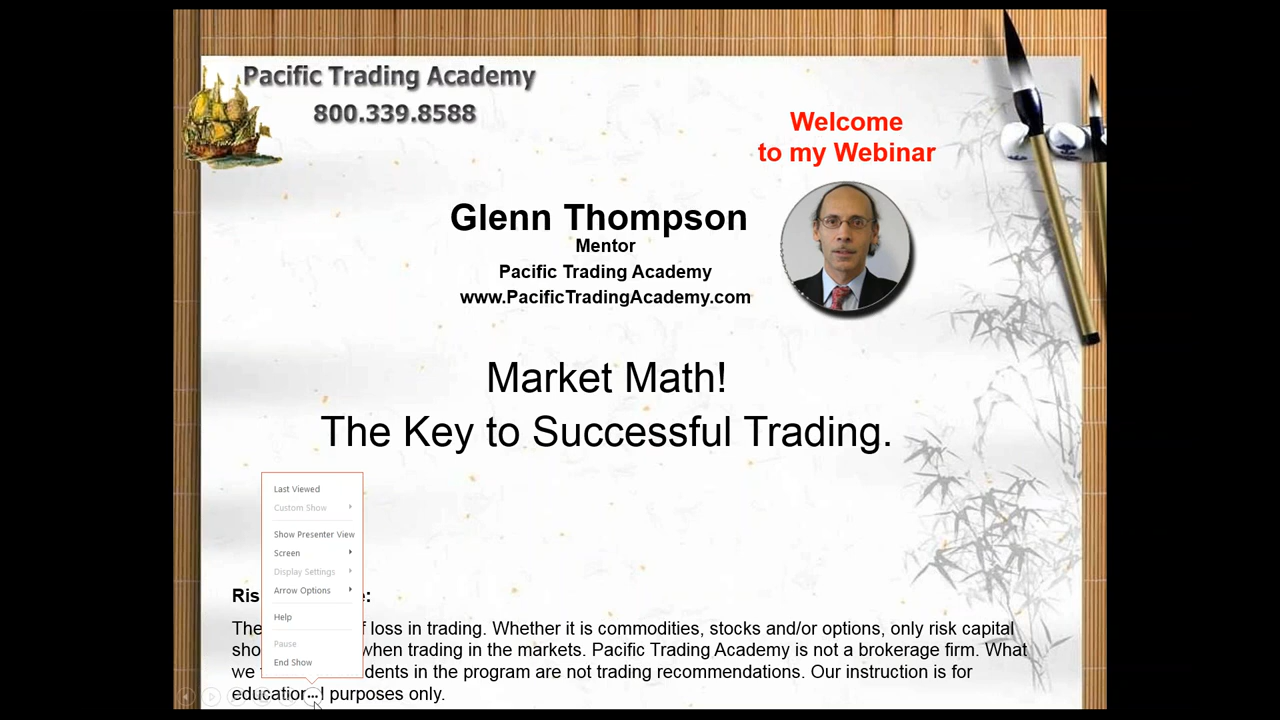 Pacific Trading Academy
800.339.8588
Welcome
to my Webinar
Glenn Thompson
Mentor
Pacific Trading Academy
www.PacificTradingAcademy.com
Market Math!
The Key to Successful Trading.
Last Viewed
Custom Show
Show Presenter View
Screen
Display Settings
Arrow Options
Help
Pause
End Show
Ris :
The loss in trading. Whether it is commodities, stocks and/or options, only risk capital
sho when trading in the markets. Pacific Trading Academy is not a brokerage firm. What
we dents in the program are not trading recommendations. Our instruction is for
educational purposes only.